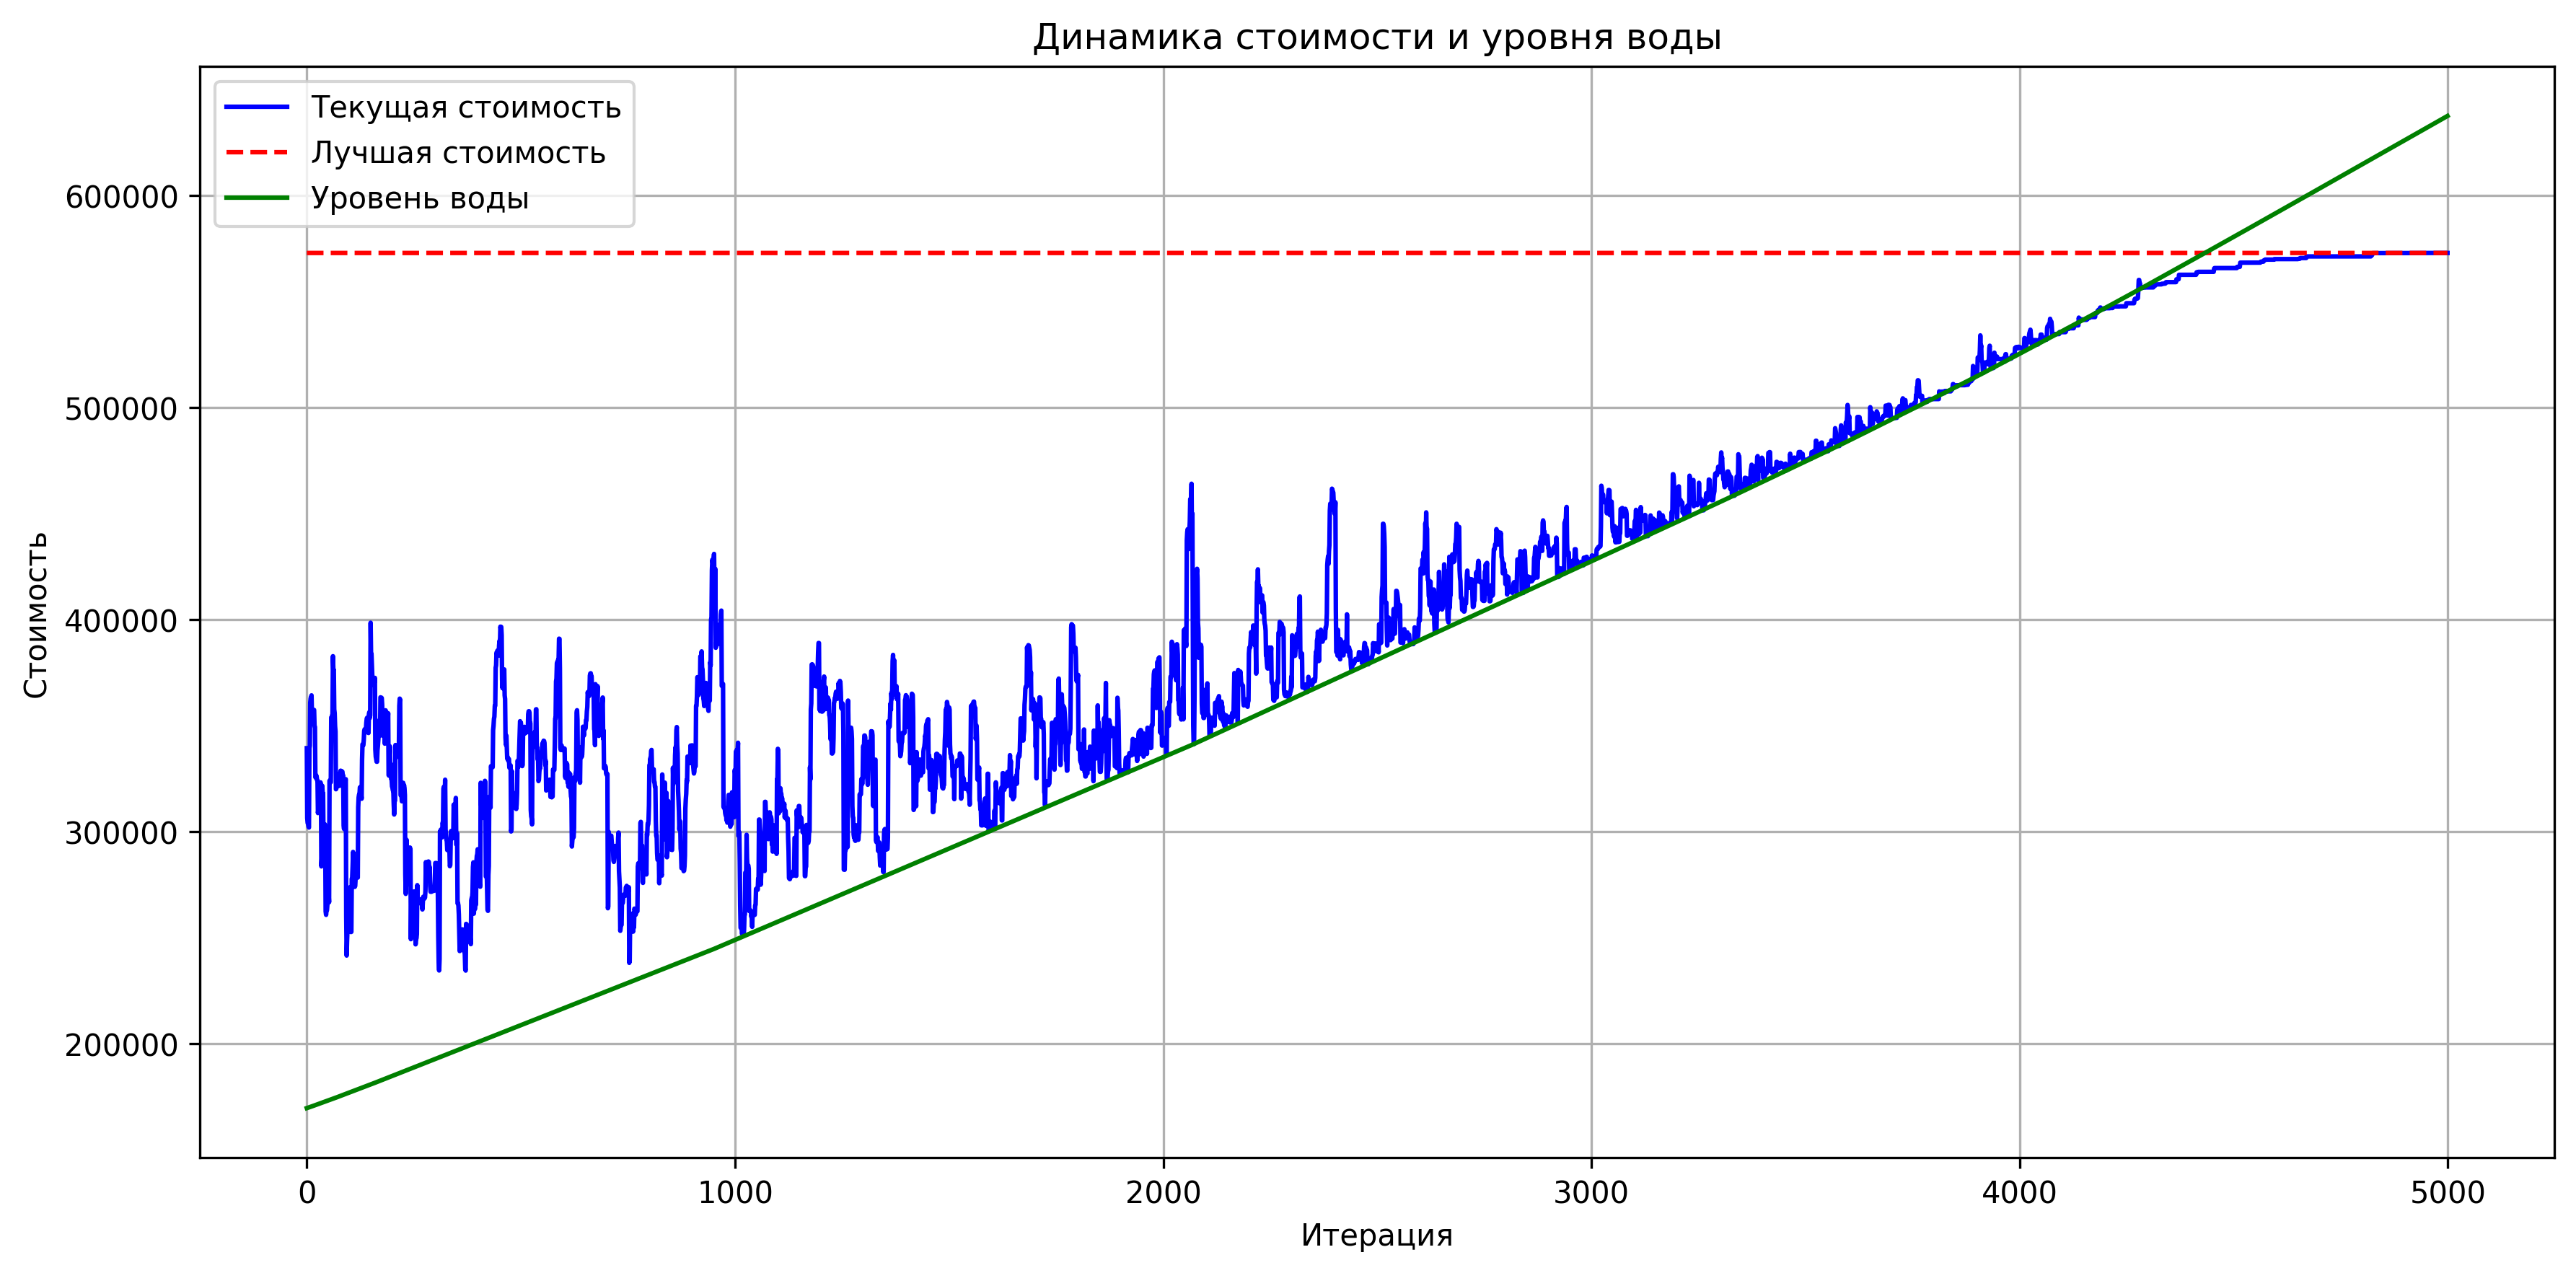 Динамика стоимости и уровня воды
Текущая стоимость
Лучшая стоимость
Уровень воды
600000
500000
400000
300000
200000
Стоимость
0 1000 2000 3000 4000 5000
Итерация